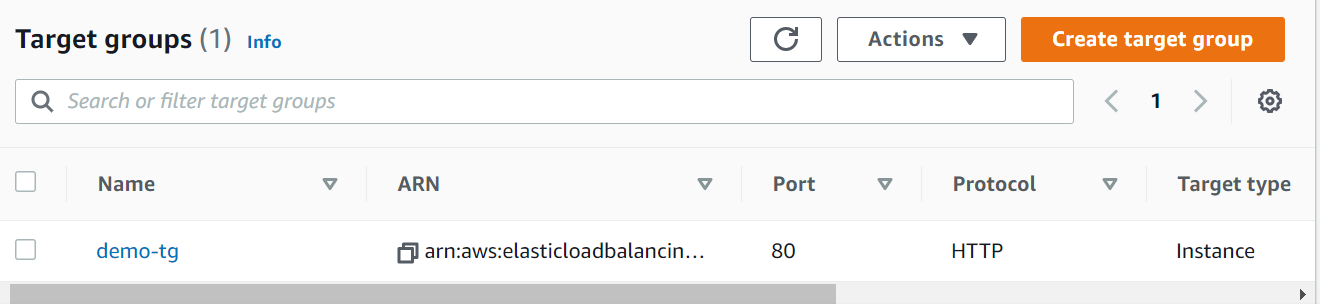 Target groups (1) Info
Actions
Create target group
Search or filter target groups
1
Name ARN Port Protocol Target type
demo-tg arn:aws:elasticloadbalancin… 80 HTTP Instance